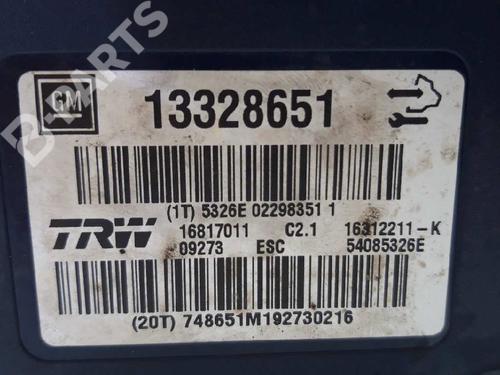 GM 13328651
(1T) 5326E 02298351 1
TRW 16817011 C2.1 16312211-K
09273 ESC 54085326E
(20T) 748651M192730216
B-PARTS